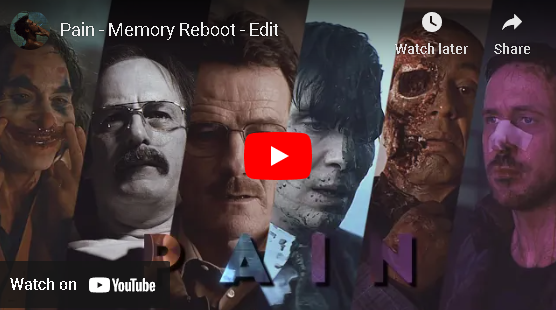 Pain - Memory Reboot - Edit
Watch later
Share
PAIN
Watch on YouTube